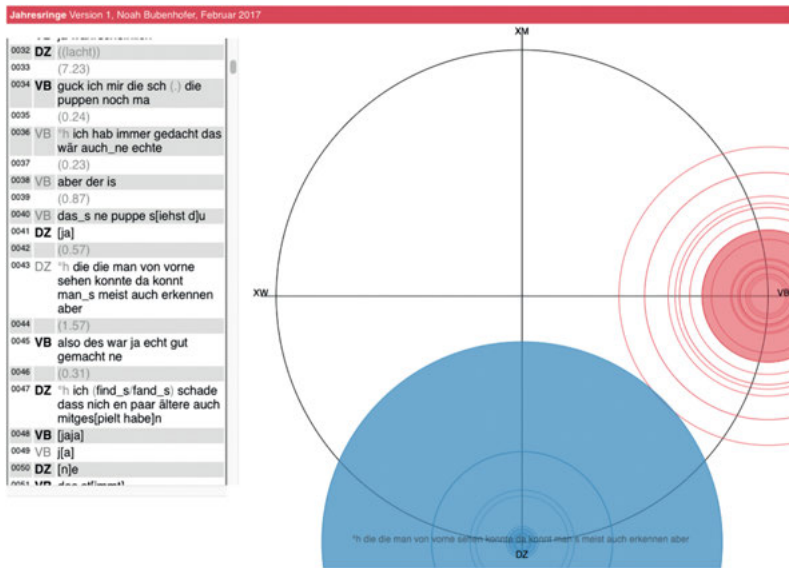 Jahresringe Version 1, Noah Bubenhofer, Februar 2017
0032 DZ ((lacht))
0033 (7.23)
0034 VB guck ich mir die sch (.) die
puppen noch ma
0035 (0.24)
0036 VB °h ich hab immer gedacht das
wär auch_ne echte
0037 (0.23)
0038 VB aber der is
0039 (0.87)
0040 VB das_s ne puppe s[iehst d]u
0041 DZ [ja]
0042 (0.57)
0043 DZ °h die die man von vorne
sehen konnte da konnt
man_s meist auch erkennen
aber
0044 (1.57)
0045 VB also des war ja echt gut
gemacht ne
0046 (0.31)
0047 DZ °h ich (find_s/fand_s) schade
dass nich en paar ältere auch
mitges[pielt habe]n
0048 VB [jaja]
0049 VB j[a]
0050 DZ [n]e
XM
XW
VB
°h die die man von vorne sehen konnte da konnt man_s meist auch erkennen aber
DZ